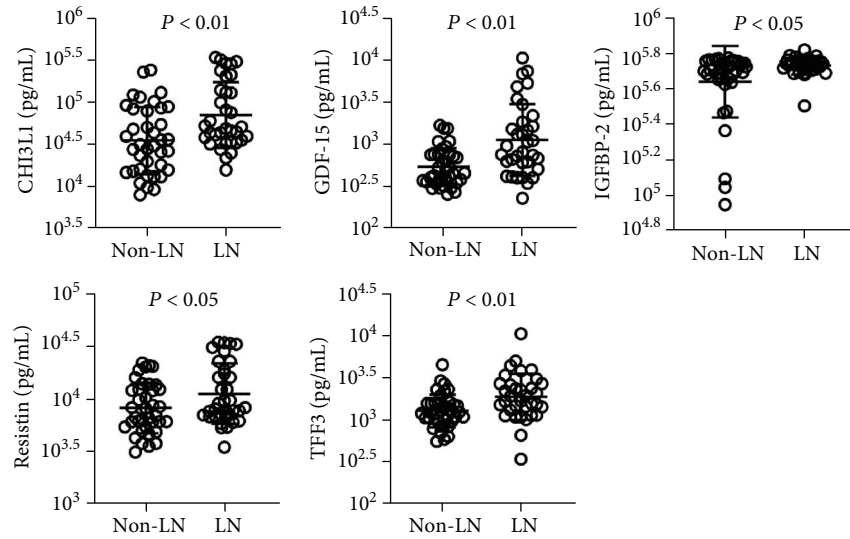 P < 0.01
CHI3L1 (pg/mL)
10^6
10^5.5
10^5
10^4.5
10^4
10^3.5
Non-LN LN
P < 0.01
GDF-15 (pg/mL)
10^4.5
10^4
10^3.5
10^3
10^2.5
10^2
Non-LN LN
P < 0.05
IGFBP-2 (pg/mL)
10^6
10^5.8
10^5.6
10^5.4
10^5.2
10^5
10^4.8
Non-LN LN
P < 0.05
Resistin (pg/mL)
10^5
10^4.5
10^4
10^3.5
10^3
Non-LN LN
P < 0.01
TFF3 (pg/mL)
10^4.5
10^4
10^3.5
10^3
10^2.5
10^2
Non-LN LN